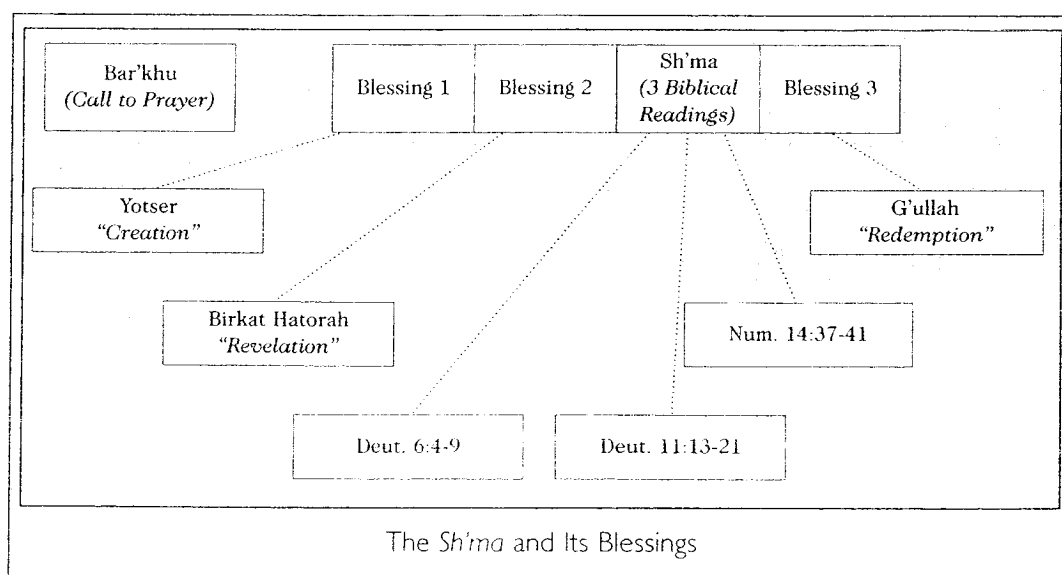 Bar'khu
(Call to Prayer)
Blessing 1
Blessing 2
Sh'ma
(3 Biblical
Readings)
Blessing 3
Yotser
"Creation"
G'ullah
"Redemption"
Birkat Hatorah
"Revelation"
Num. 14:37-41
Deut. 6:4-9
Deut. 11:13-21
The Sh'ma and Its Blessings